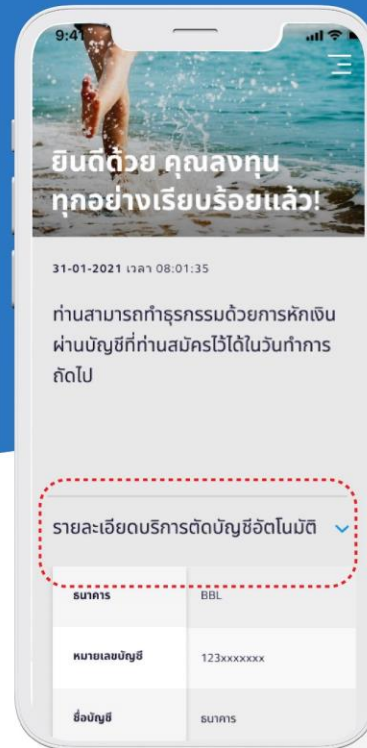 9:41
ยินดีด้วย คุณลงทุน
ทุกอย่างเรียบร้อยแล้ว!
31-01-2021 เวลา 08:01:35
ท่านสามารถทำธุรกรรมด้วยการหักเงิน
ผ่านบัญชีที่ท่านสมัครไว้ได้ในวันทำการ
ถัดไป
รายละเอียดบริการตัดบัญชีอัตโนมัติ
ธนาคาร BBL
หมายเลขบัญชี 123xxxxxxx
ชื่อบัญชี ธนาคาร